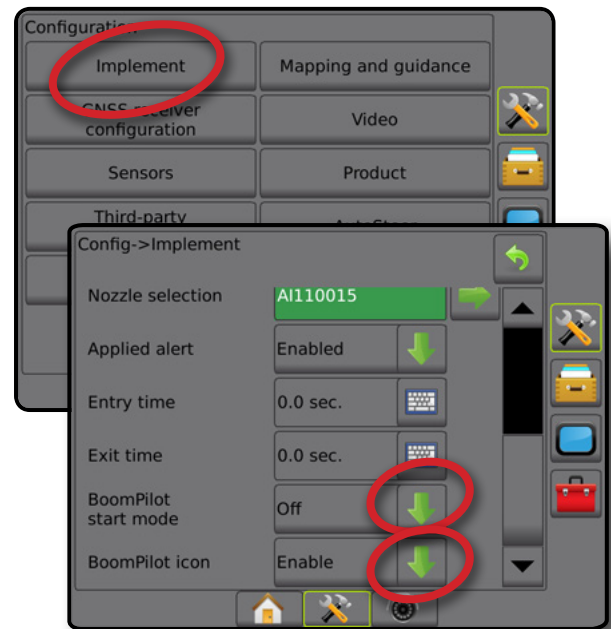 Configuration
Implement
Mapping and guidance
GNSS receiver
configuration
Video
Sensors
Product
Third-party
Config->Implement
Nozzle selection
AI110015
Applied alert
Enabled
Entry time
0.0 sec.
Exit time
0.0 sec.
BoomPilot
start mode
Off
BoomPilot icon
Enable